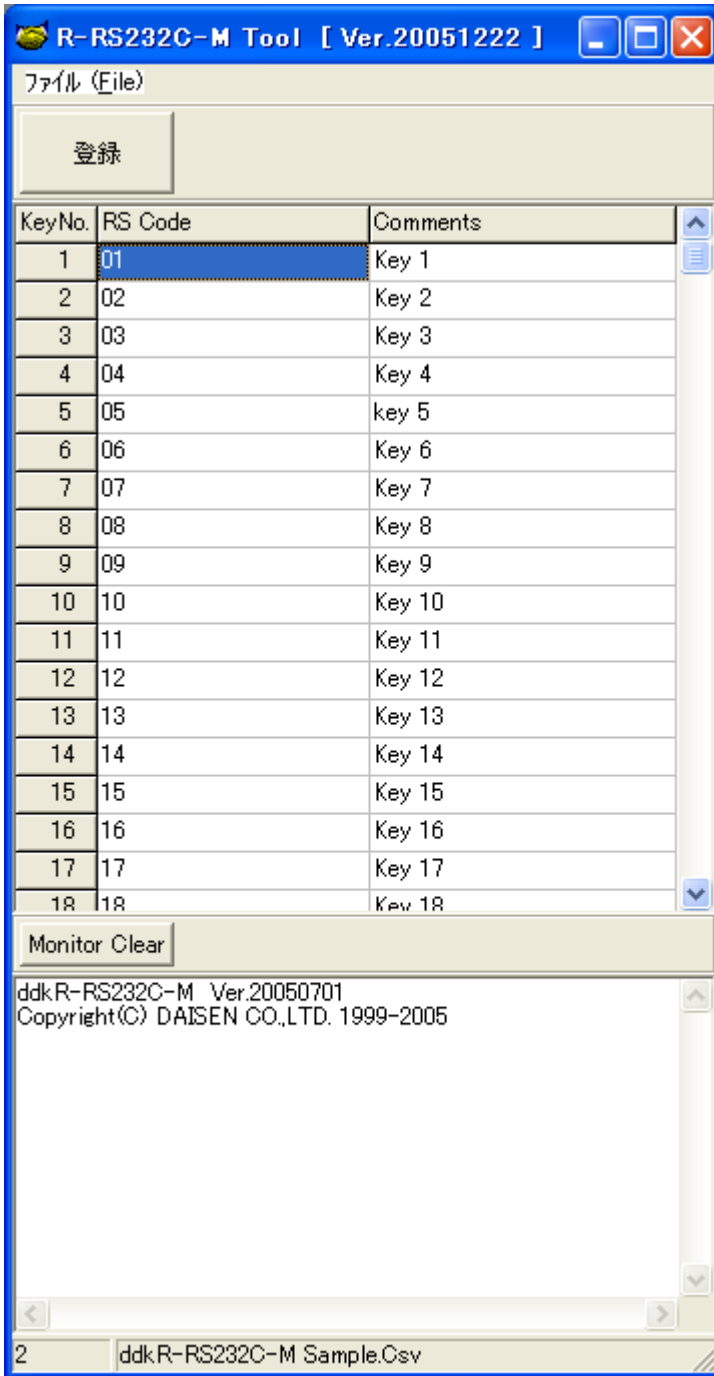 R-RS232C-M Tool [ Ver.20051222 ]
ファイル (File)
登録
KeyNo. RS Code Comments
1 01 Key 1
2 02 Key 2
3 03 Key 3
4 04 Key 4
5 05 key 5
6 06 Key 6
7 07 Key 7
8 08 Key 8
9 09 Key 9
10 10 Key 10
11 11 Key 11
12 12 Key 12
13 13 Key 13
14 14 Key 14
15 15 Key 15
16 16 Key 16
17 17 Key 17
18 18 Key 18
Monitor Clear
ddkR-RS232C-M Ver.20050701
Copyright(C) DAISEN CO.,LTD. 1999-2005
2 ddkR-RS232C-M Sample.Csv